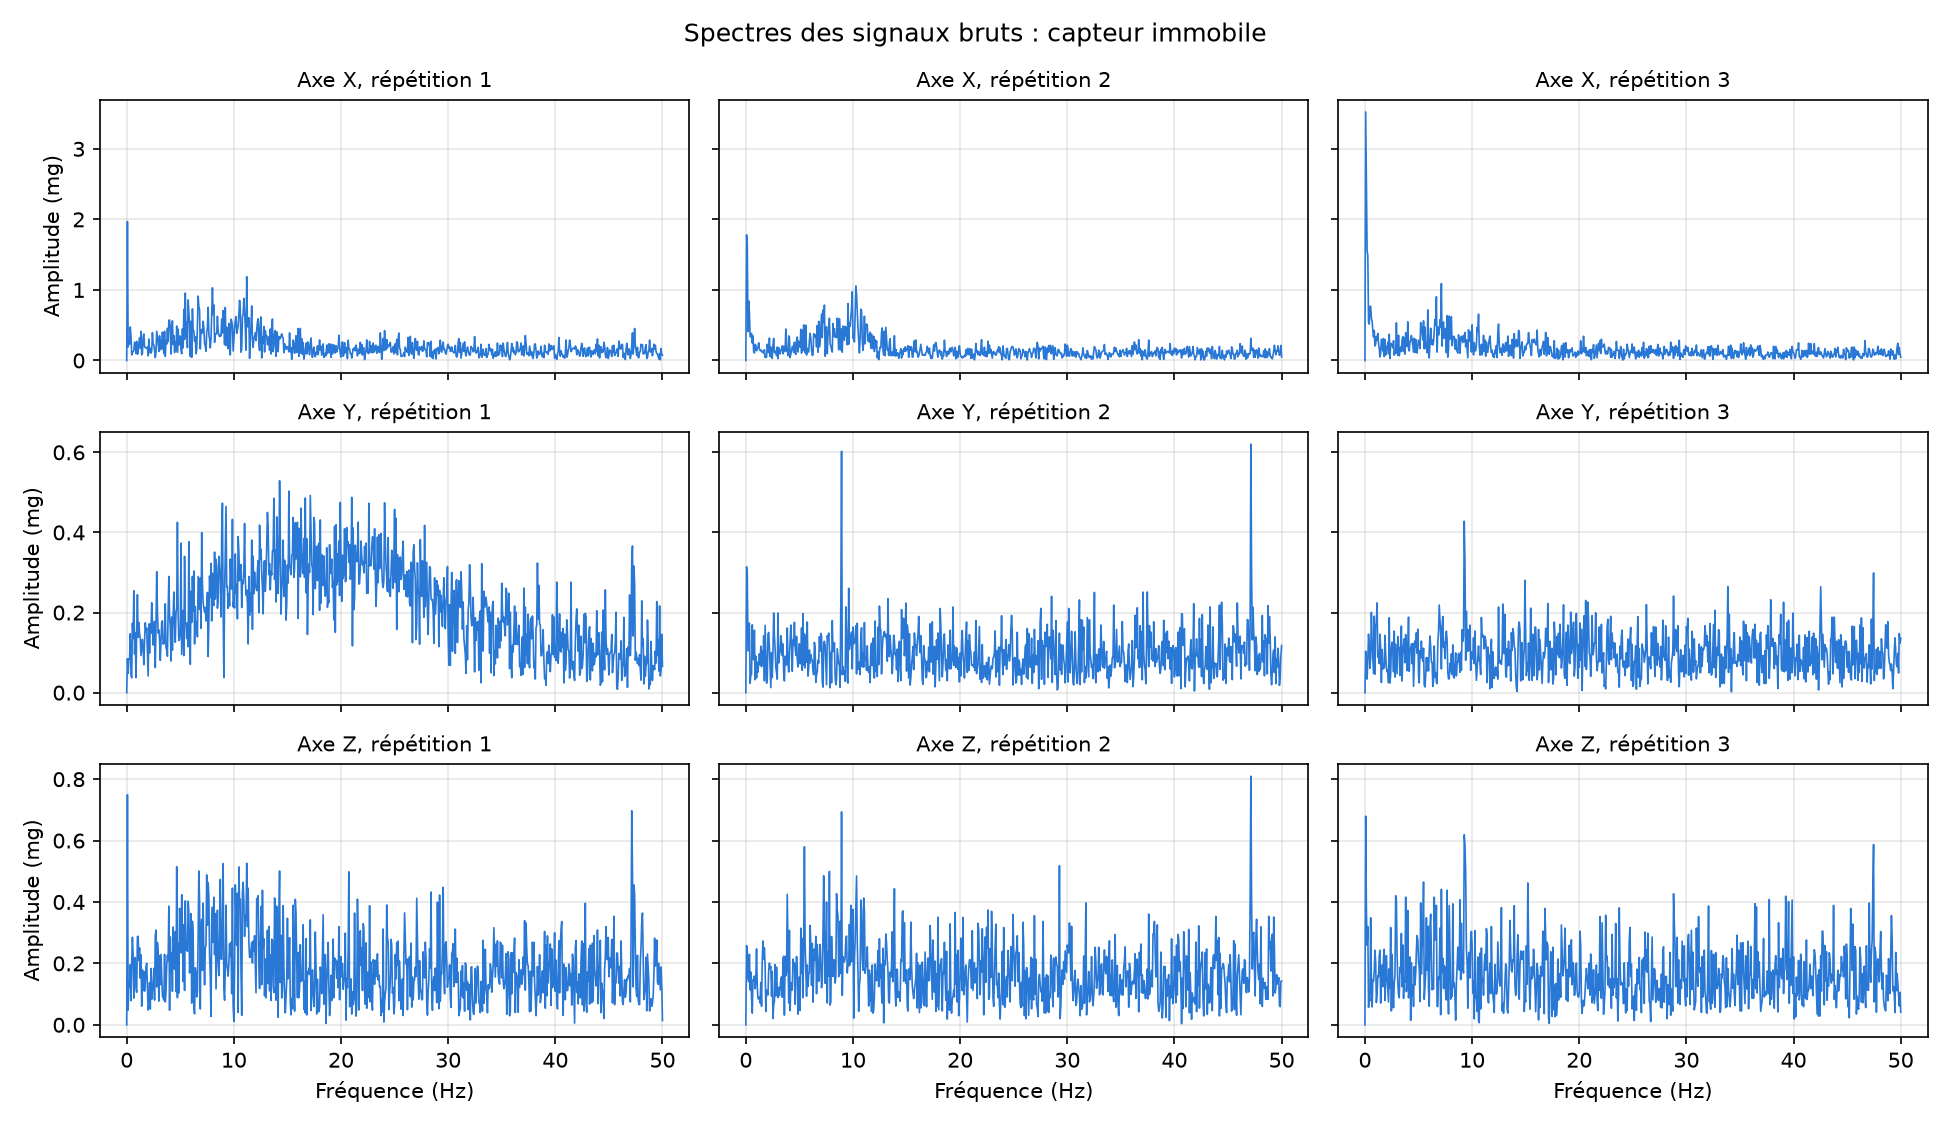 Spectres des signaux bruts : capteur immobile
Axe X, répétition 1
Axe X, répétition 2
Axe X, répétition 3
Amplitude (mg)
3
2
1
0
Axe Y, répétition 1
Axe Y, répétition 2
Axe Y, répétition 3
Amplitude (mg)
0.6
0.4
0.2
0.0
Axe Z, répétition 1
Axe Z, répétition 2
Axe Z, répétition 3
Amplitude (mg)
0.8
0.6
0.4
0.2
0.0
0 10 20 30 40 50
0 10 20 30 40 50
0 10 20 30 40 50
Fréquence (Hz)
Fréquence (Hz)
Fréquence (Hz)